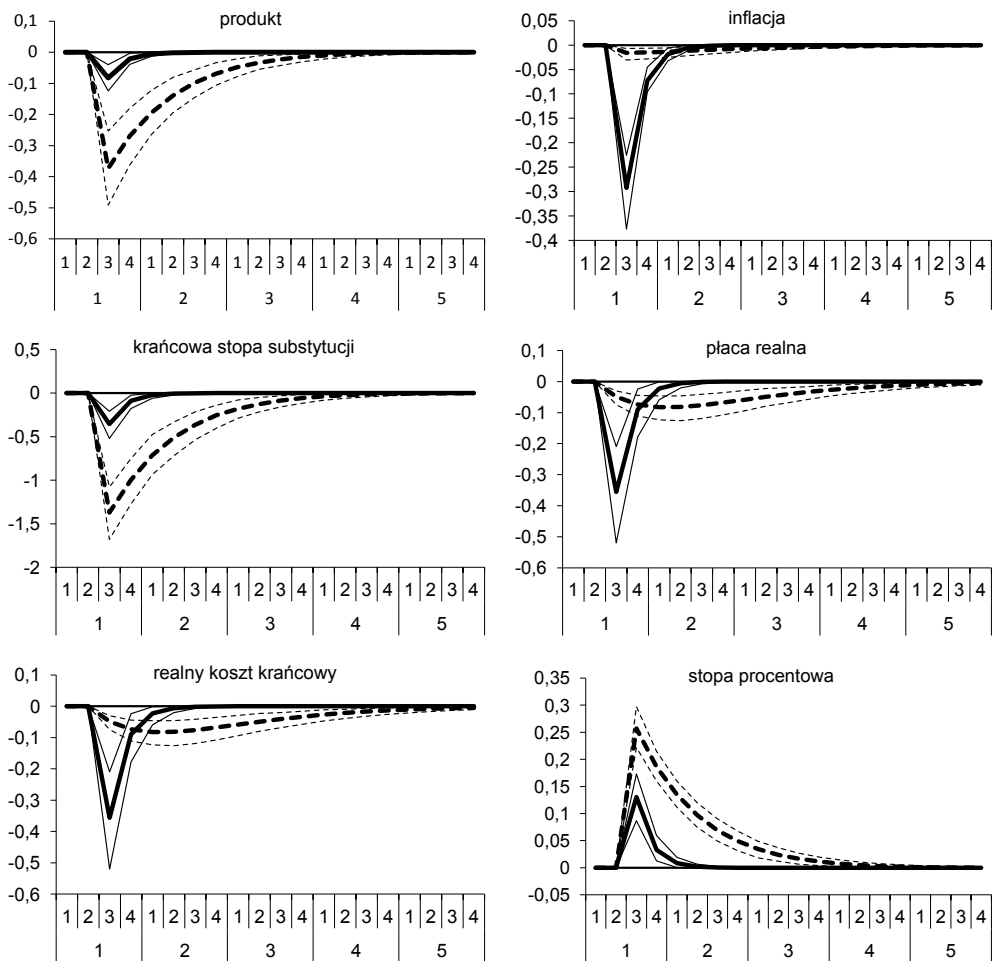 produkt
0,1
0
-0,1
-0,2
-0,3
-0,4
-0,5
-0,6
1 2 3 4 1 2 3 4 1 2 3 4 1 2 3 4 1 2 3 4
1 2 3 4 5
inflacja
0,05
0
-0,05
-0,1
-0,15
-0,2
-0,25
-0,3
-0,35
-0,4
1 2 3 4 1 2 3 4 1 2 3 4 1 2 3 4 1 2 3 4
1 2 3 4 5
krańcowa stopa substytucji
0,5
0
-0,5
-1
-1,5
-2
1 2 3 4 1 2 3 4 1 2 3 4 1 2 3 4 1 2 3 4
1 2 3 4 5
płaca realna
0,1
0
-0,1
-0,2
-0,3
-0,4
-0,5
-0,6
1 2 3 4 1 2 3 4 1 2 3 4 1 2 3 4 1 2 3 4
1 2 3 4 5
realny koszt krańcowy
0,1
0
-0,1
-0,2
-0,3
-0,4
-0,5
-0,6
1 2 3 4 1 2 3 4 1 2 3 4 1 2 3 4 1 2 3 4
1 2 3 4 5
stopa procentowa
0,35
0,3
0,25
0,2
0,15
0,1
0,05
0
-0,05
1 2 3 4 1 2 3 4 1 2 3 4 1 2 3 4 1 2 3 4
1 2 3 4 5